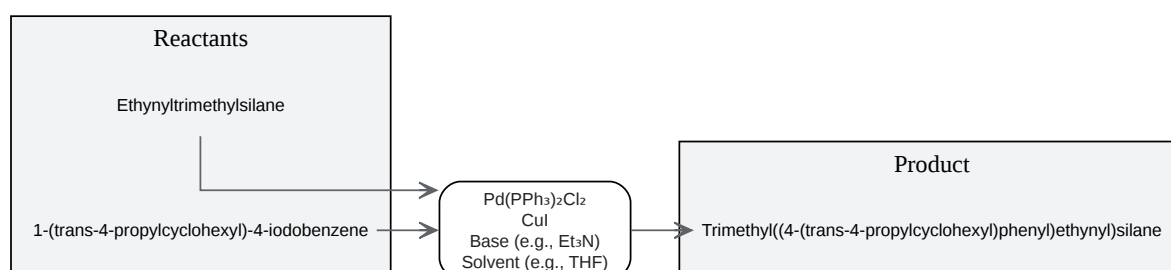 Reactants
Ethynyltrimethylsilane
1-(trans-4-propylcyclohexyl)-4-iodobenzene
Pd(PPh₃)₂Cl₂
CuI
Base (e.g., Et₃N)
Solvent (e.g., THF)
Product
Trimethyl((4-(trans-4-propylcyclohexyl)phenyl)ethynyl)silane